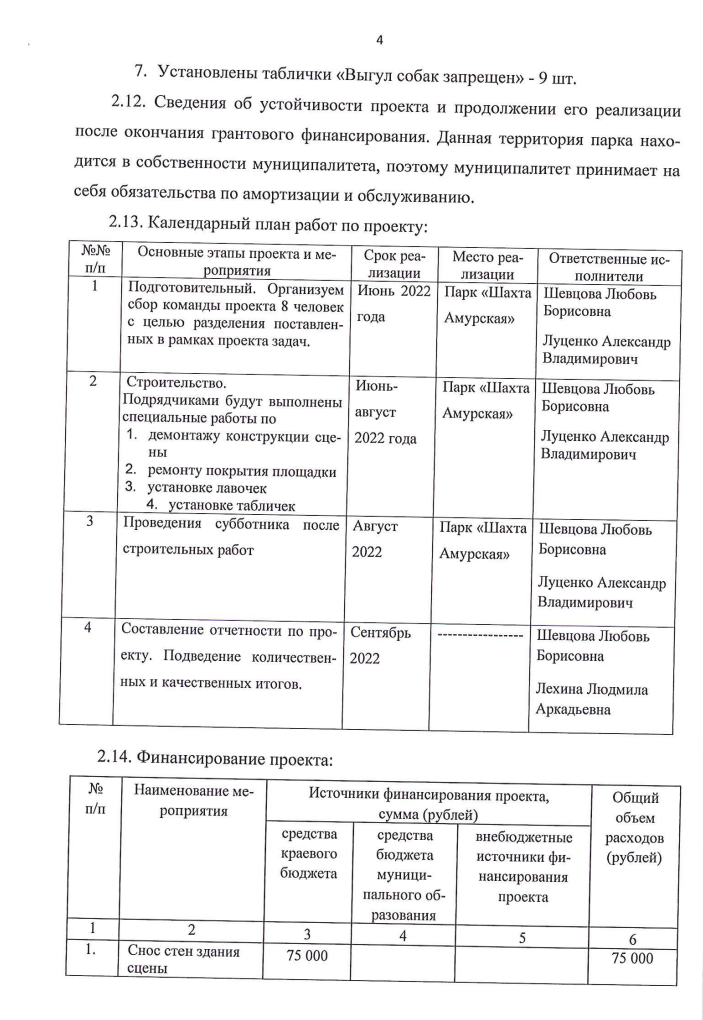 4
7. Установлены таблички «Выгул собак запрещен» - 9 шт.
2.12. Сведения об устойчивости проекта и продолжении его реализации
после окончания грантового финансирования. Данная территория парка нахо-
дится в собственности муниципалитета, поэтому муниципалитет принимает на
себя обязательства по амортизации и обслуживанию.
2.13. Календарный план работ по проекту:
№№
п/п
Основные этапы проекта и ме-
роприятия
Срок реа-
лизации
Место реа-
лизации
Ответственные ис-
полнители
1
Подготовительный. Организуем
сбор команды проекта 8 человек
с целью разделения поставлен-
ных в рамках проекта задач.
Июнь 2022
года
Парк «Шахта
Амурская»
Шевцова Любовь
Борисовна
Луценко Александр
Владимирович
2
Строительство.
Подрядчиками будут выполнены
специальные работы по
1. демонтажу конструкции сце-
ны
2. ремонту покрытия площадки
3. установке лавочек
4. установке табличек
Июнь-
август
2022 года
Парк «Шахта
Амурская»
Шевцова Любовь
Борисовна
Луценко Александр
Владимирович
3
Проведения субботника после
строительных работ
Август
2022
Парк «Шахта
Амурская»
Шевцова Любовь
Борисовна
Луценко Александр
Владимирович
4
Составление отчетности по про-
екту. Подведение количествен-
ных и качественных итогов.
Сентябрь
2022
-----------------
Шевцова Любовь
Борисовна
Лехина Людмила
Аркадьевна
2.14. Финансирование проекта:
№
п/п
Наименование ме-
роприятия
Источники финансирования проекта,
сумма (рублей)
Общий
объем
расходов
(рублей)
средства
краевого
бюджета
средства
бюджета
муници-
пального об-
разования
внебюджетные
источники фи-
нансирования
проекта
1
2
3
4
5
6
1.
Снос стен здания
сцены
75 000
75 000